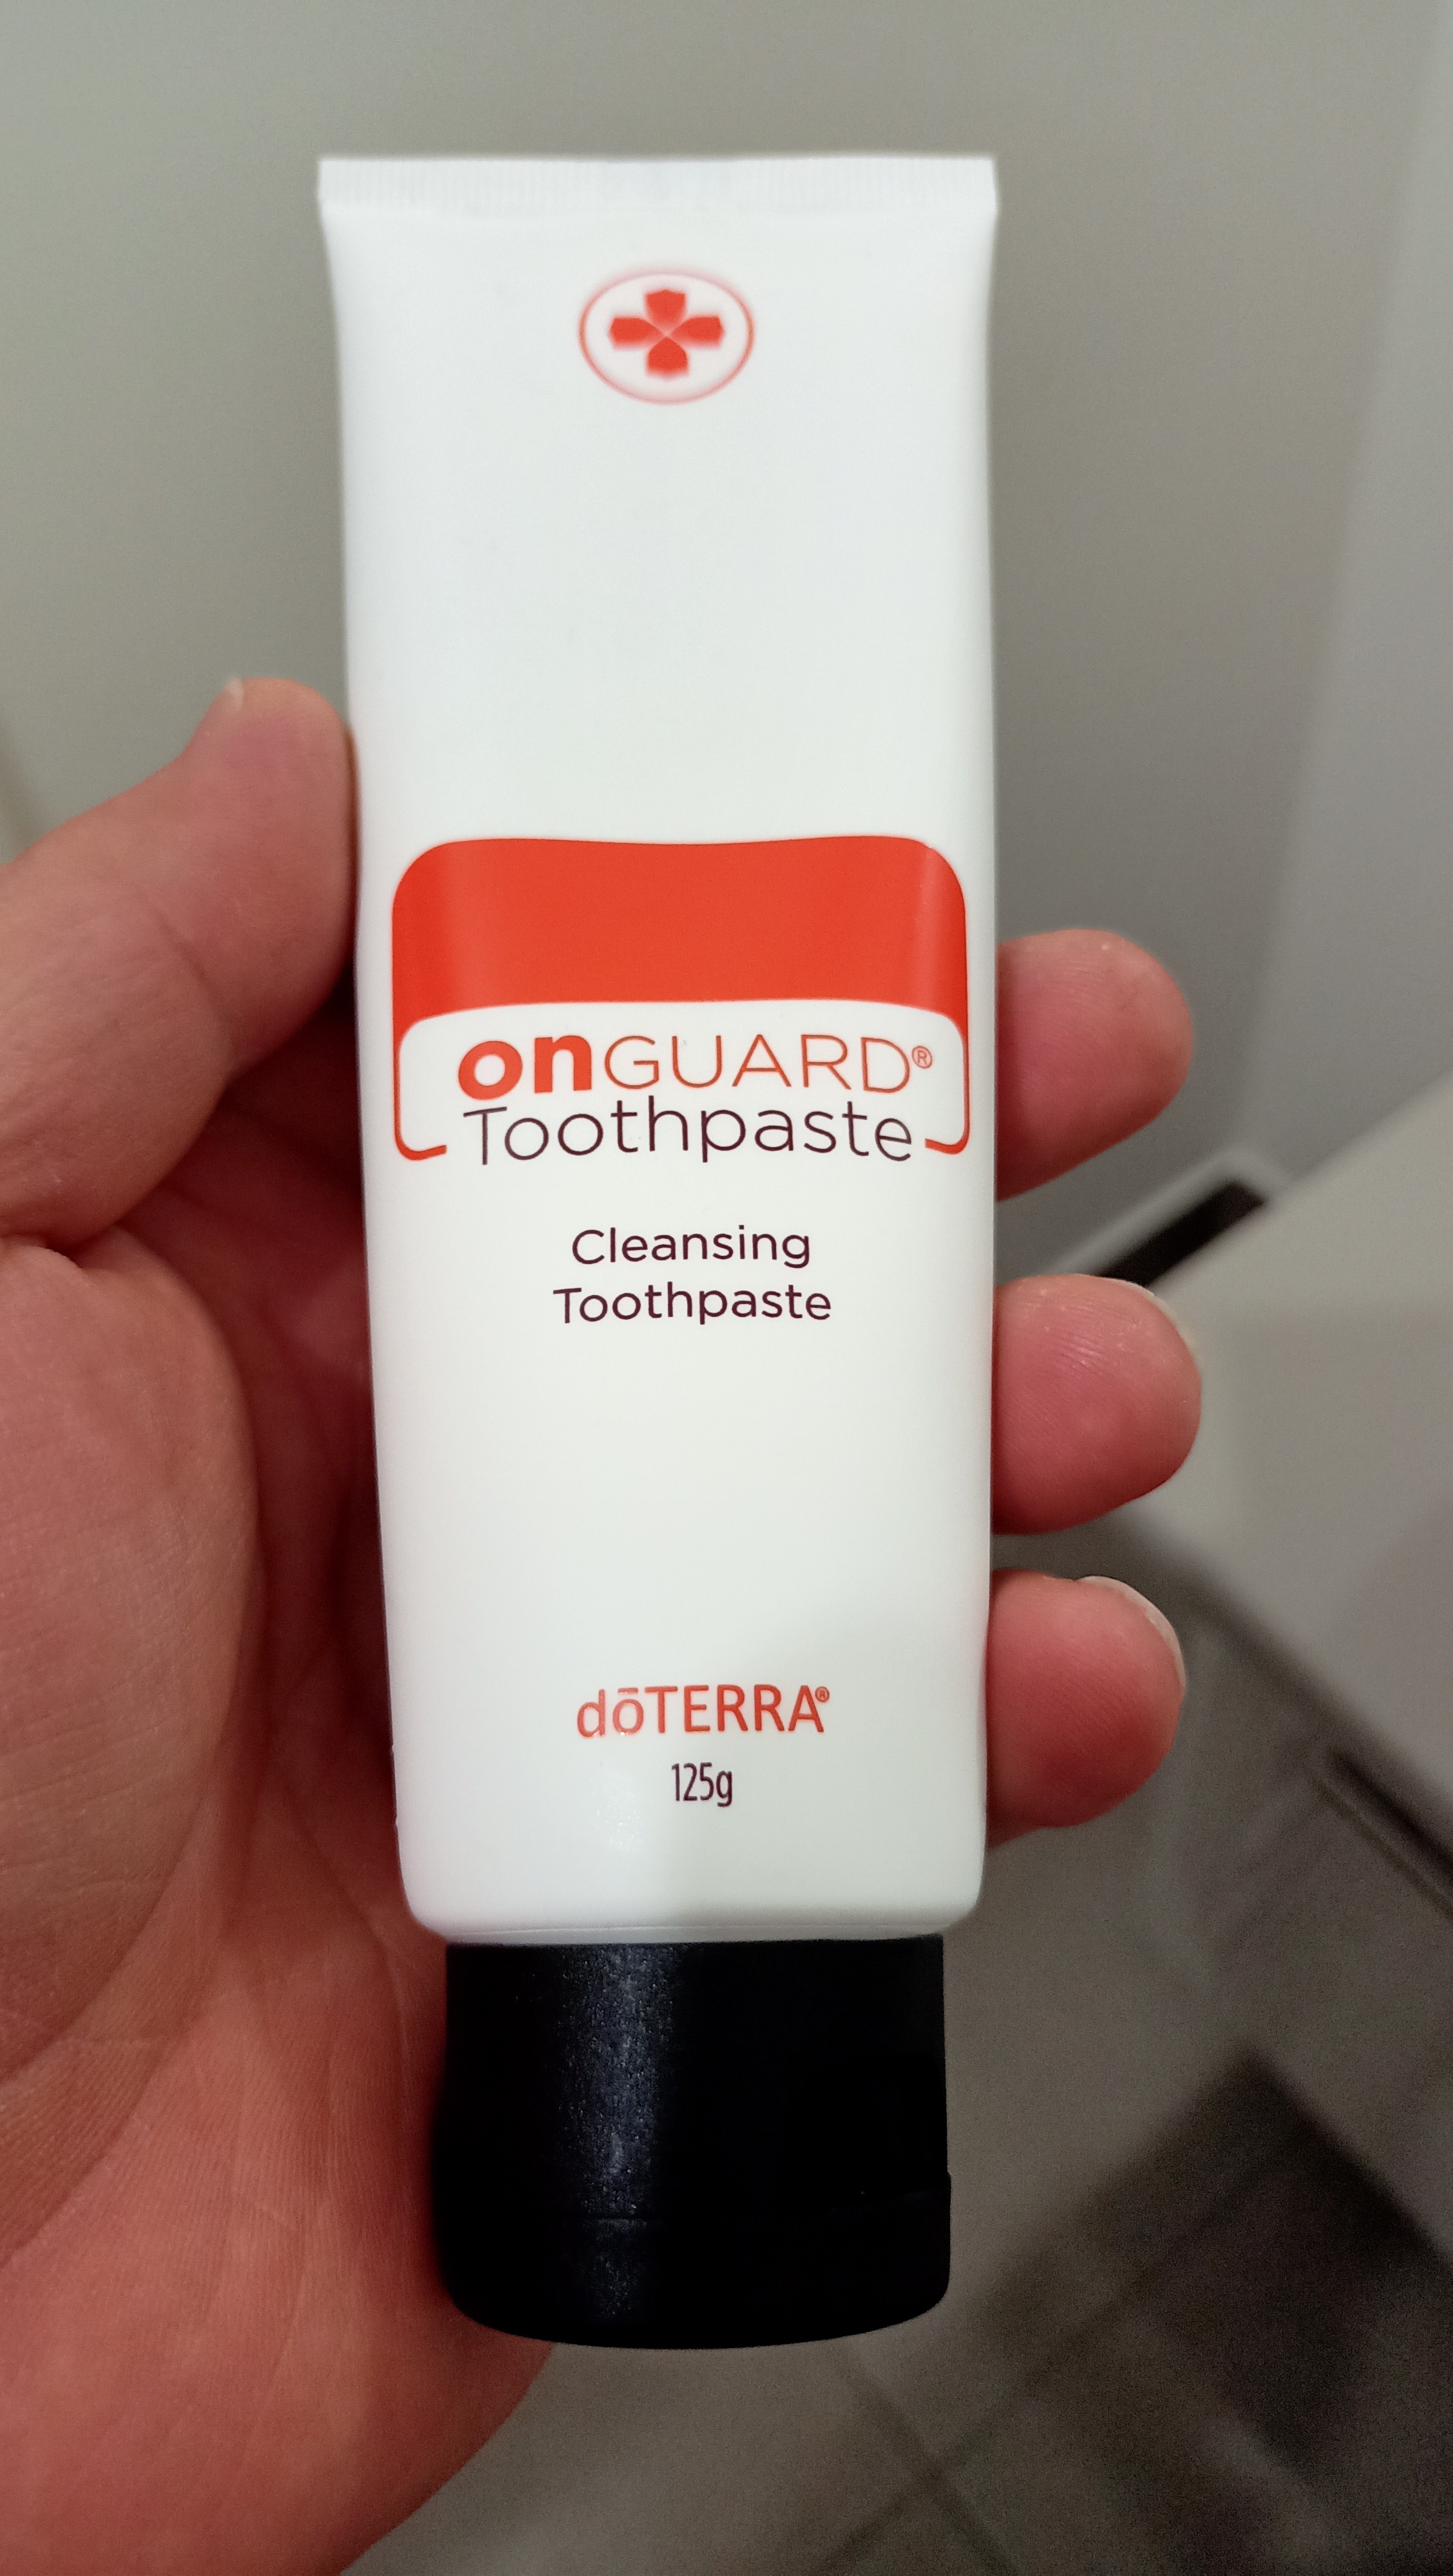 onGUARD®
Toothpaste
Cleansing
Toothpaste
dōTERRA®
125g